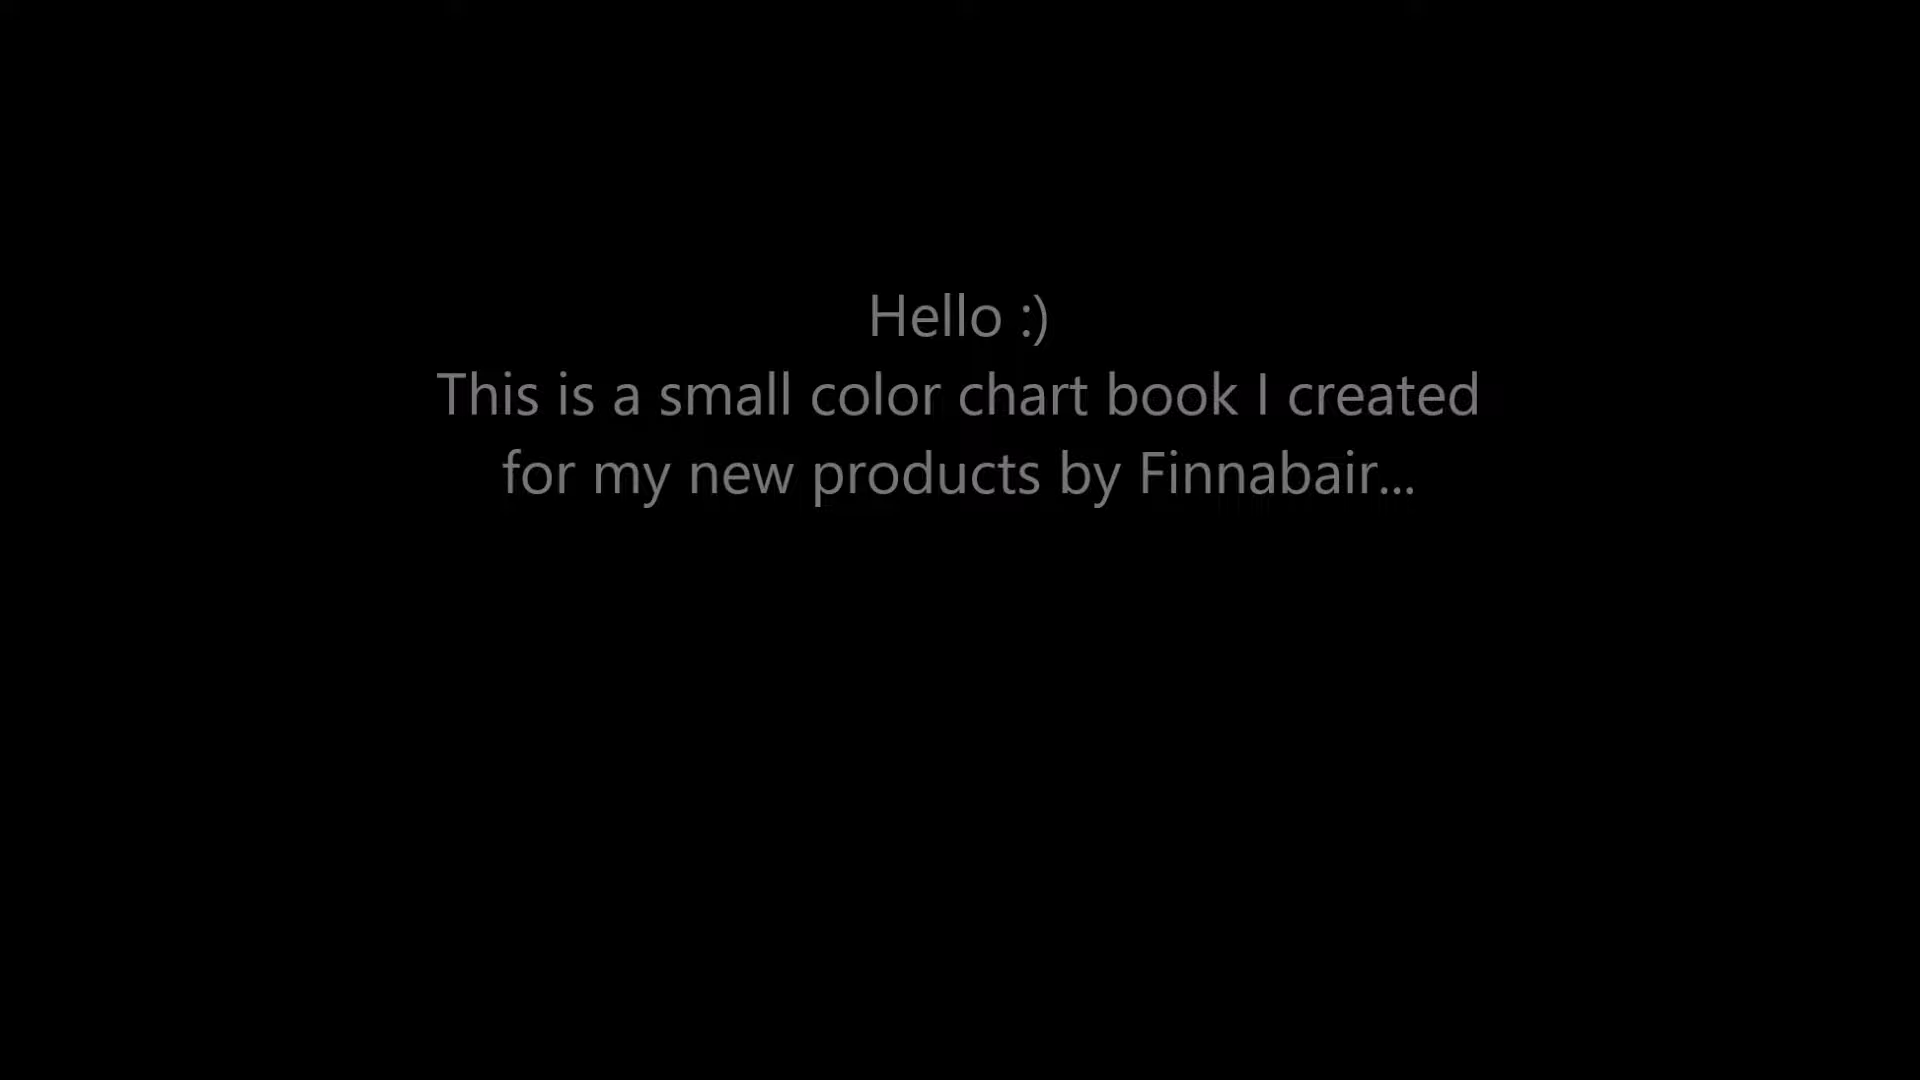 Hello :)
This is a small color chart book I created
for my new products by Finnabair...